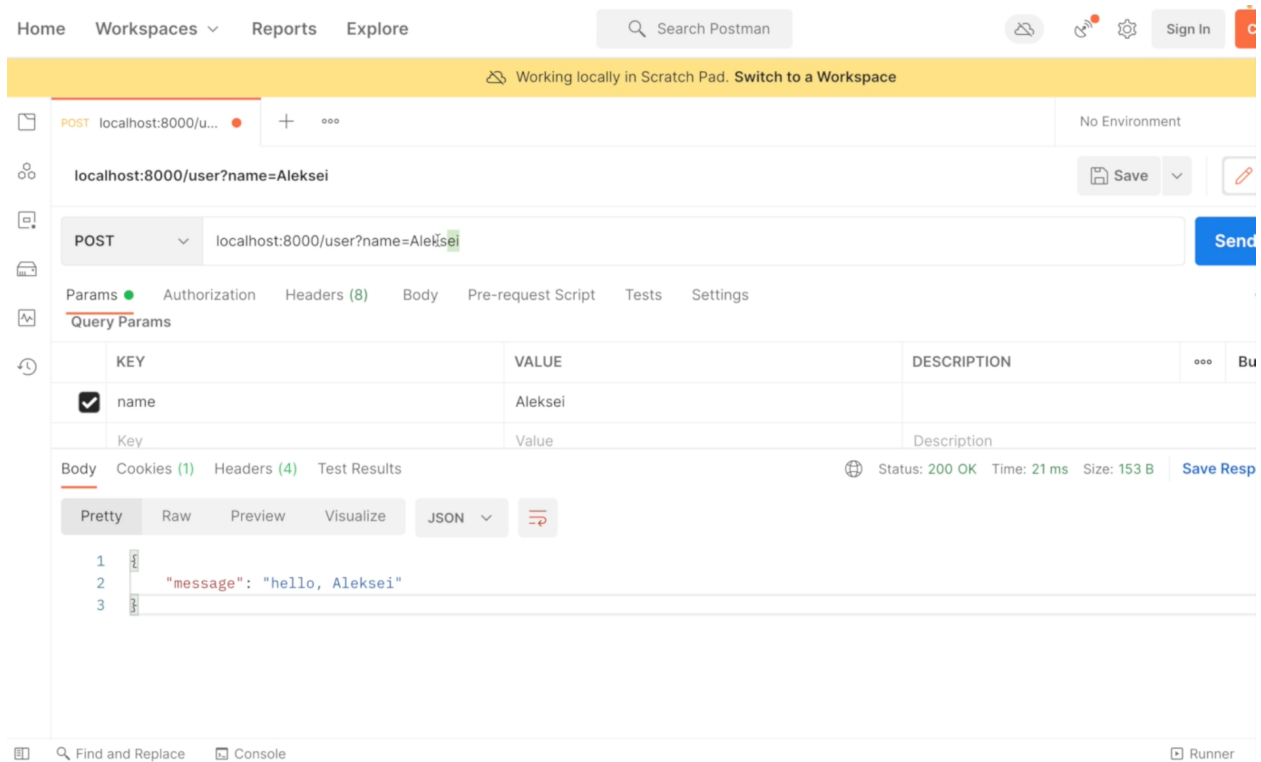 Home Workspaces Reports Explore Search Postman Sign In
Working locally in Scratch Pad. Switch to a Workspace
POST localhost:8000/u... No Environment
localhost:8000/user?name=Aleksei Save
POST localhost:8000/user?name=Aleksei Send
Params Authorization Headers (8) Body Pre-request Script Tests Settings
Query Params
KEY VALUE DESCRIPTION Bu
name Aleksei
Key Value Description
Body Cookies (1) Headers (4) Test Results Status: 200 OK Time: 21 ms Size: 153 B Save Resp
Pretty Raw Preview Visualize JSON
1 {
2 "message": "hello, Aleksei"
3 }
Find and Replace Console Runner